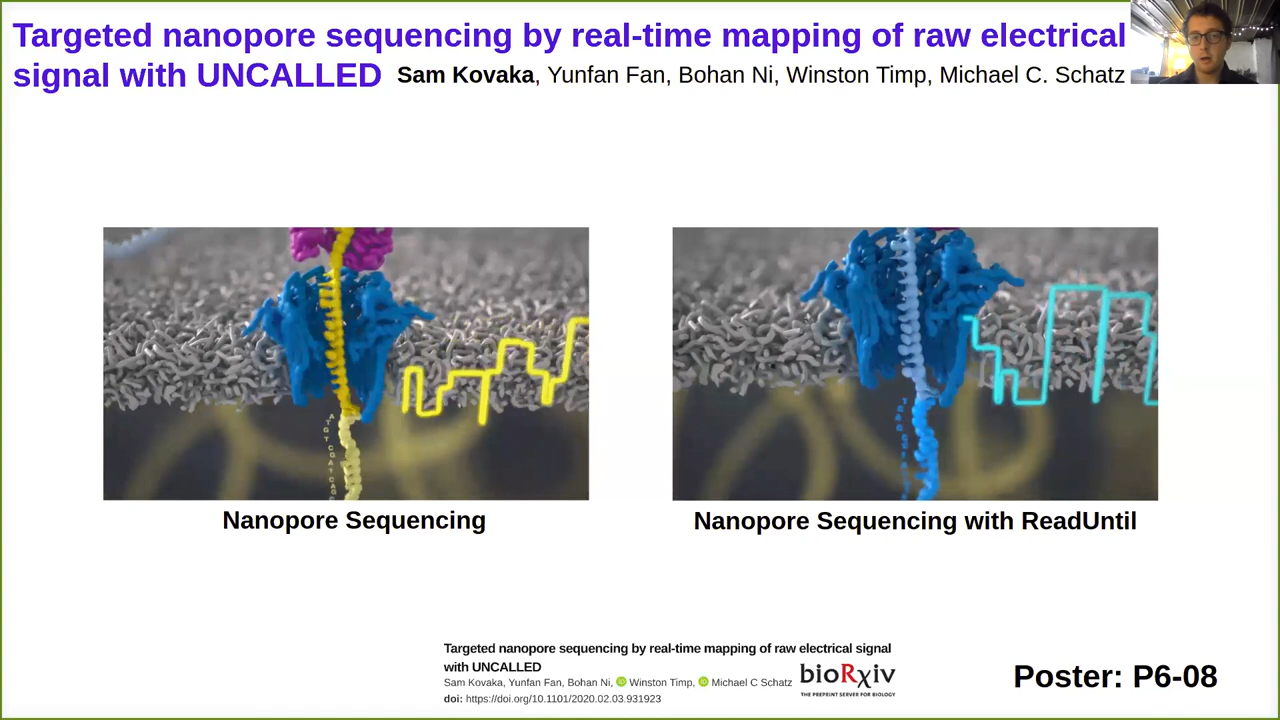 Targeted nanopore sequencing by real-time mapping of raw electrical
signal with UNCALLED Sam Kovaka, Yunfan Fan, Bohan Ni, Winston Timp, Michael C. Schatz
Nanopore Sequencing
Nanopore Sequencing with ReadUntil
Targeted nanopore sequencing by real-time mapping of raw electrical signal
with UNCALLED
Sam Kovaka, Yunfan Fan, Bohan Ni, iD Winston Timp, iD Michael C Schatz
doi: https://doi.org/10.1101/2020.02.03.931923
bioRχiv
THE PREPRINT SERVER FOR BIOLOGY
Poster: P6-08